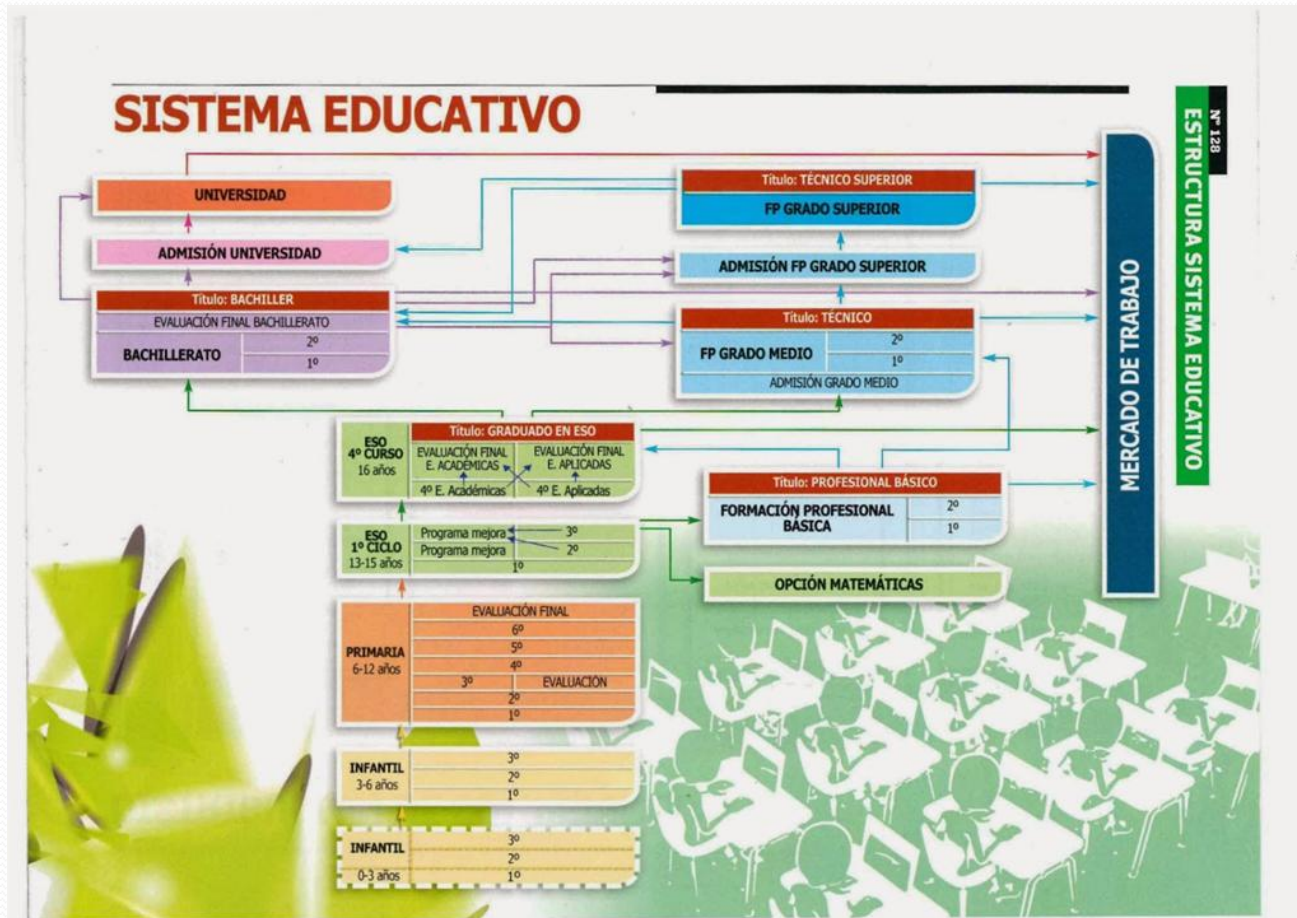 SISTEMA EDUCATIVO
Nº 128
ESTRUCTURA SISTEMA EDUCATIVO
MERCADO DE TRABAJO
UNIVERSIDAD
ADMISIÓN UNIVERSIDAD
Título: BACHILLER
EVALUACIÓN FINAL BACHILLERATO
BACHILLERATO
2º
1º
Título: TÉCNICO SUPERIOR
FP GRADO SUPERIOR
ADMISIÓN FP GRADO SUPERIOR
Título: TÉCNICO
FP GRADO MEDIO
2º
1º
ADMISIÓN GRADO MEDIO
ESO
4º CURSO
16 años
Título: GRADUADO EN ESO
EVALUACIÓN FINAL
E. ACADÉMICAS
EVALUACIÓN FINAL
E. APLICADAS
4º E. Académicas
4º E. Aplicadas
Título: PROFESIONAL BÁSICO
FORMACIÓN PROFESIONAL
BÁSICA
2º
1º
ESO
1º CICLO
13-15 años
Programa mejora
3º
Programa mejora
2º
1º
OPCIÓN MATEMÁTICAS
PRIMARIA
6-12 años
EVALUACIÓN FINAL
6º
5º
4º
3º
EVALUACIÓN
2º
1º
INFANTIL
3-6 años
3º
2º
1º
INFANTIL
0-3 años
3º
2º
1º